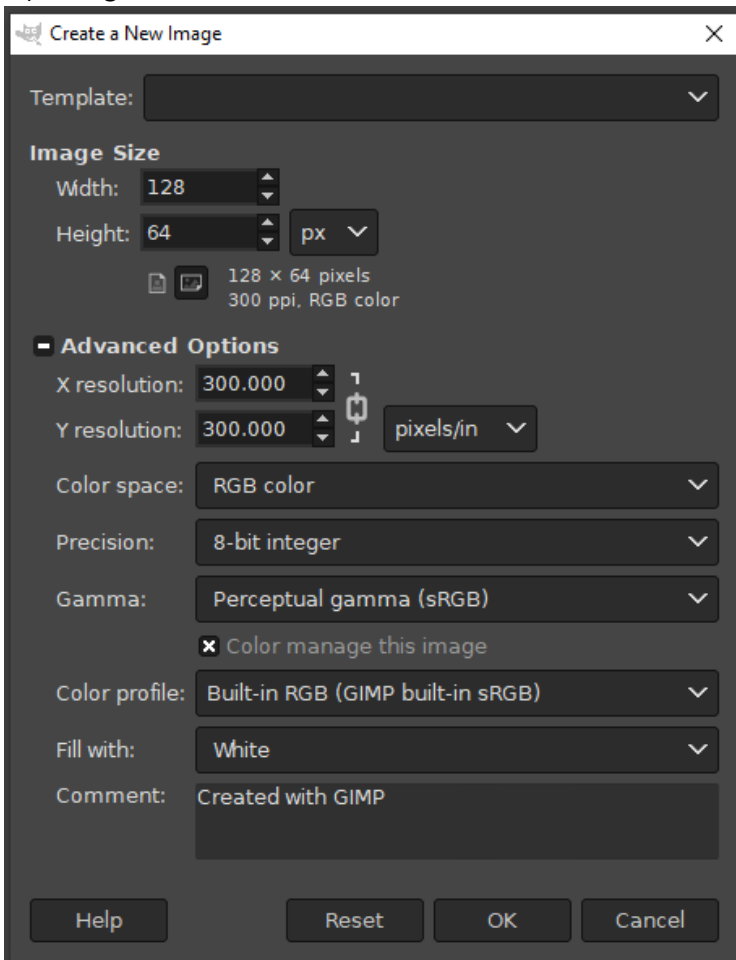 Create a New Image
Template:
Image Size
Width: 128
Height: 64 px
128 × 64 pixels
300 ppi, RGB color
Advanced Options
X resolution: 300.000
Y resolution: 300.000 pixels/in
Color space: RGB color
Precision: 8-bit integer
Gamma: Perceptual gamma (sRGB)
Color manage this image
Color profile: Built-in RGB (GIMP built-in sRGB)
Fill with: White
Comment: Created with GIMP
Help Reset OK Cancel